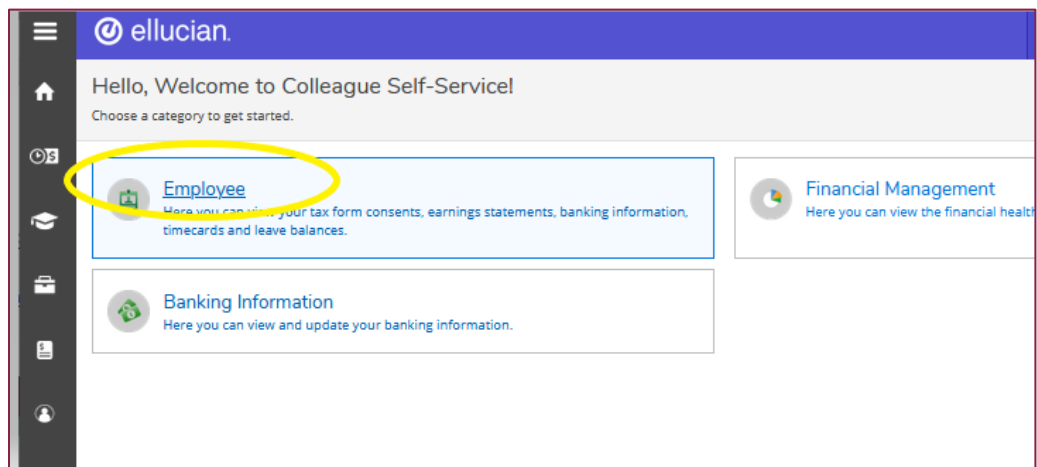 ellucian.
Hello, Welcome to Colleague Self-Service!
Choose a category to get started.
Employee
Here you can view your tax form consents, earnings statements, banking information,
timecards and leave balances.
Financial Management
Here you can view the financial health
Banking Information
Here you can view and update your banking information.